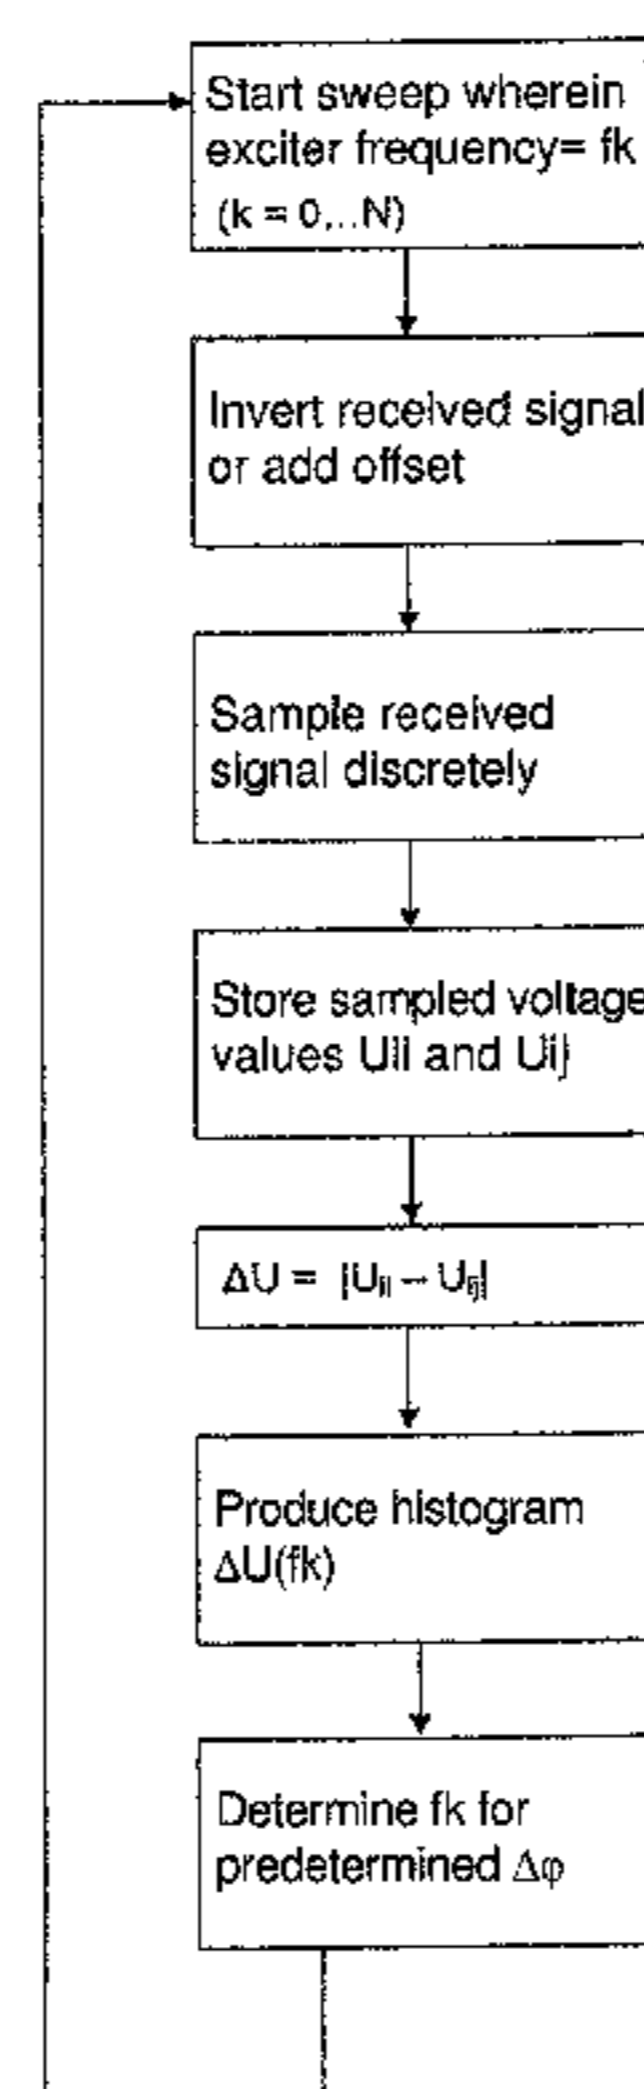 Start sweep wherein
exciter frequency= fk
(k = 0,..N)
Invert received signal
or add offset
Sample received
signal discretely
Store sampled voltage
values Uii and Uij
ΔU = |Uii – Uij|
Produce histogram
ΔU(fk)
Determine fk for
predetermined Δφ